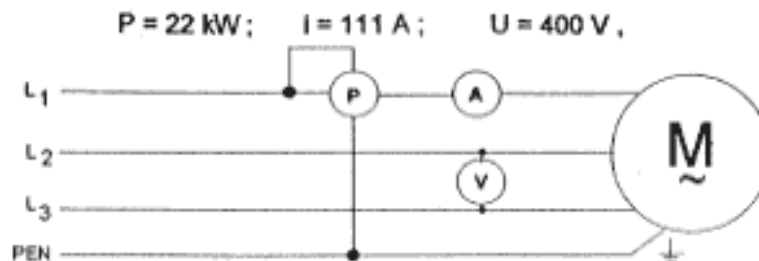 P = 22 kW ; i = 111 A ; U = 400 V ,
L1
P
A
M
~
L2
V
L3
PEN